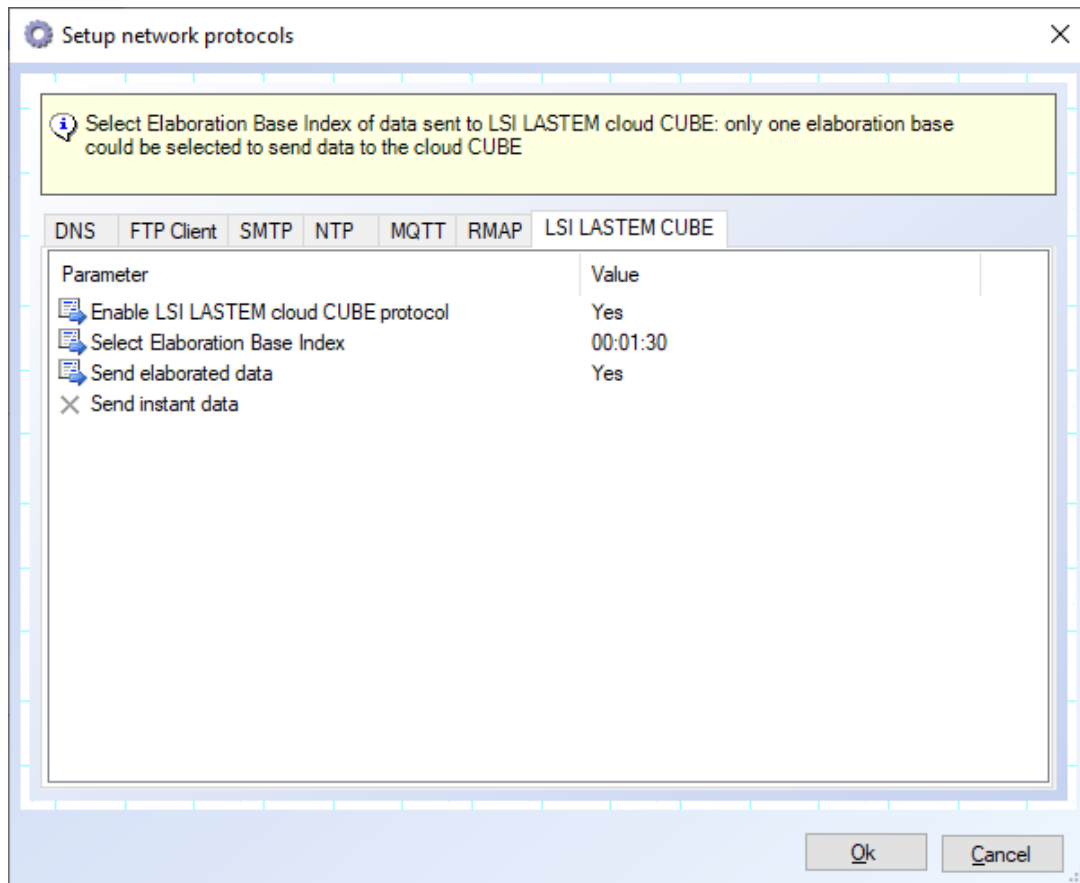 Setup network protocols
Select Elaboration Base Index of data sent to LSI LASTEM cloud CUBE: only one elaboration base
could be selected to send data to the cloud CUBE
DNS FTP Client SMTP NTP MQTT RMAP LSI LASTEM CUBE
Parameter Value
Enable LSI LASTEM cloud CUBE protocol Yes
Select Elaboration Base Index 00:01:30
Send elaborated data Yes
Send instant data
Ok Cancel